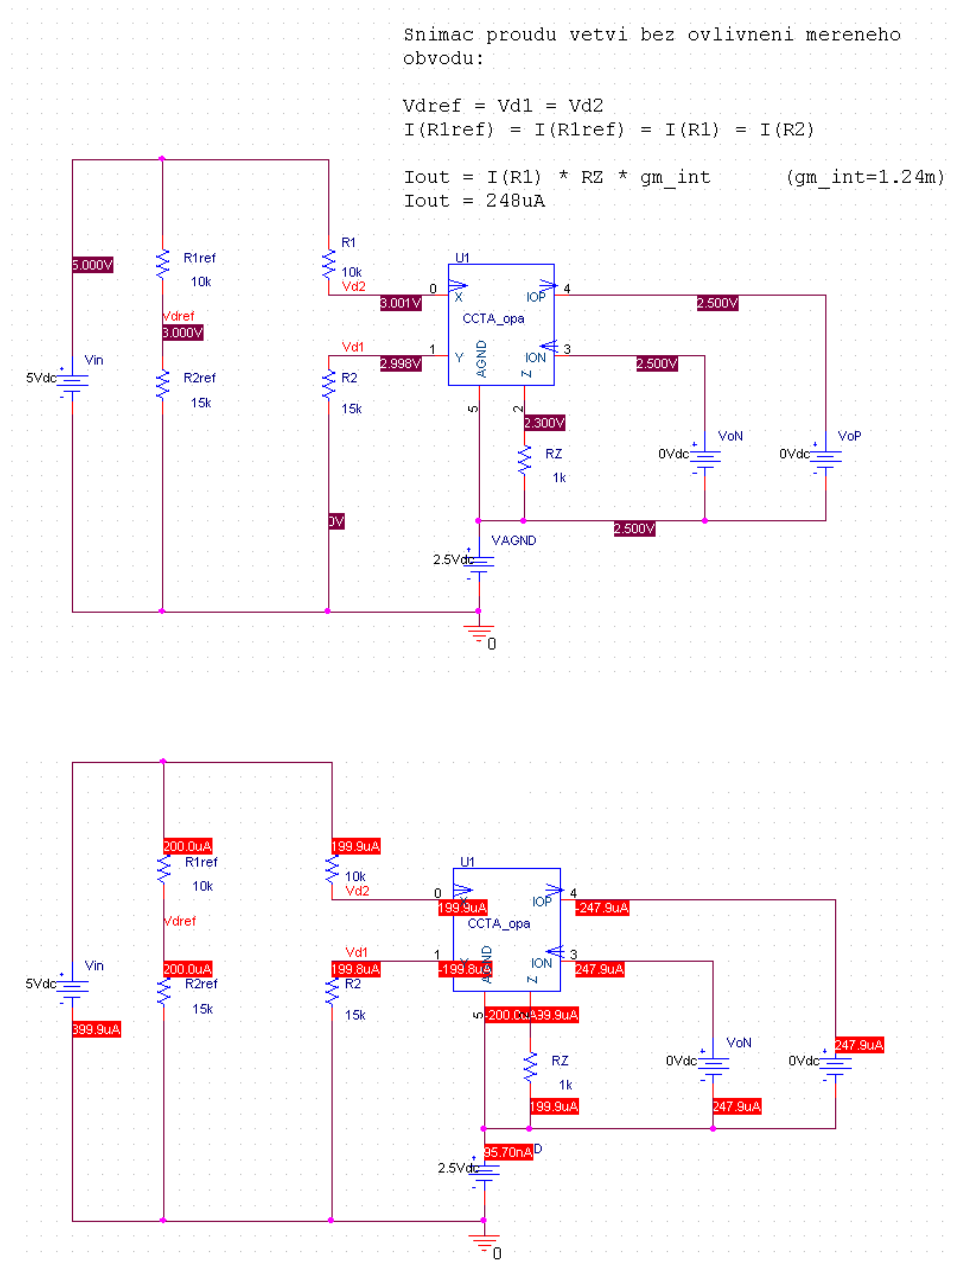 Snimac proudu vetvi bez ovlivneni mereneho
obvodu:
Vdref = Vd1 = Vd2
I(R1ref) = I(R1ref) = I(R1) = I(R2)
Iout = I(R1) * RZ * gm_int (gm_int=1.24m)
Iout = 248uA
5.000V
R1ref
10k
Vdref
3.000V
R2ref
15k
Vin
5Vdc
R1
10k
Vd2
3.001V
0
Vd1
2.998V
1
R2
15k
0V
U1
X
IOP
CCTA_opa
Y
AGND
Z
ION
4
2.500V
3
2.500V
5
2
2.300V
RZ
1k
0Vdc
VoN
0Vdc
VoP
2.500V
VAGND
2.5Vdc
0
200.0uA
R1ref
10k
Vdref
200.0uA
R2ref
15k
Vin
5Vdc
399.9uA
199.9uA
10k
Vd2
0
199.9uA
Vd1
199.8uA
1
-199.8uA
R2
15k
U1
IOP
CCTA_opa
AGND
Z
ION
4
-247.9uA
3
247.9uA
5
-200.0uA
99.9uA
RZ
1k
199.9uA
0Vdc
VoN
247.9uA
0Vdc
247.9uA
95.70nA
D
2.5Vdc
0